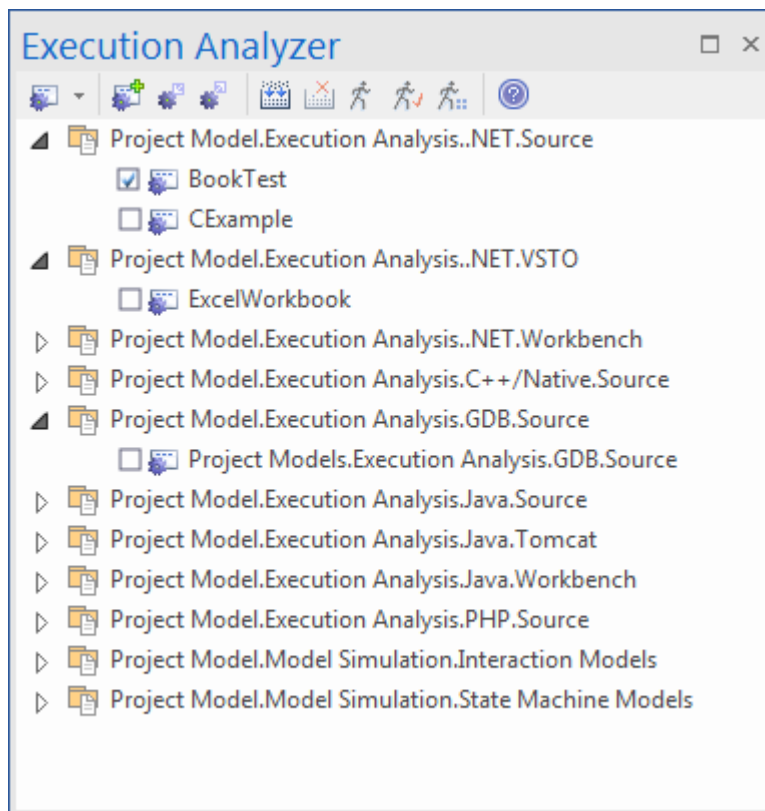 Execution Analyzer
Project Model.Execution Analysis..NET.Source
BookTest
CExample
Project Model.Execution Analysis..NET.VSTO
ExcelWorkbook
Project Model.Execution Analysis..NET.Workbench
Project Model.Execution Analysis.C++/Native.Source
Project Model.Execution Analysis.GDB.Source
Project Models.Execution Analysis.GDB.Source
Project Model.Execution Analysis.Java.Source
Project Model.Execution Analysis.Java.Tomcat
Project Model.Execution Analysis.Java.Workbench
Project Model.Execution Analysis.PHP.Source
Project Model.Model Simulation.Interaction Models
Project Model.Model Simulation.State Machine Models